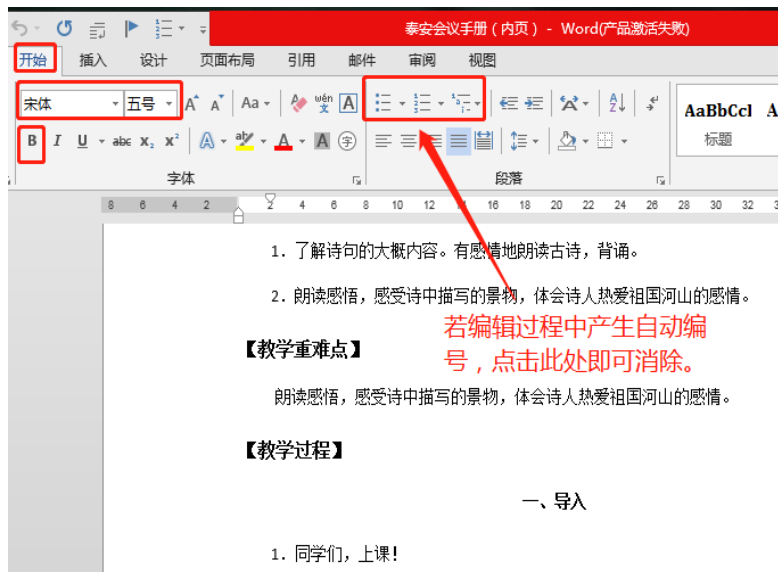 泰安会议手册（内页） - Word(产品激活失败)
开始 插入 设计 页面布局 引用 邮件 审阅 视图
宋体 五号 A A Aa wén 文 A
AaBbCcl A
B I U abc X₂ X² A aby A A 字
标题
字体 段落
8 6 4 2 2 4 6 8 10 12 14 16 18 20 22 24 26 28 30 32
1. 了解诗句的大概内容。有感情地朗读古诗，背诵。
2. 朗读感悟，感受诗中描写的景物，体会诗人热爱祖国河山的感情。
若编辑过程中产生自动编
号，点击此处即可消除。
【教学重难点】
朗读感悟，感受诗中描写的景物，体会诗人热爱祖国河山的感情。
【教学过程】
一、导入
1. 同学们，上课！